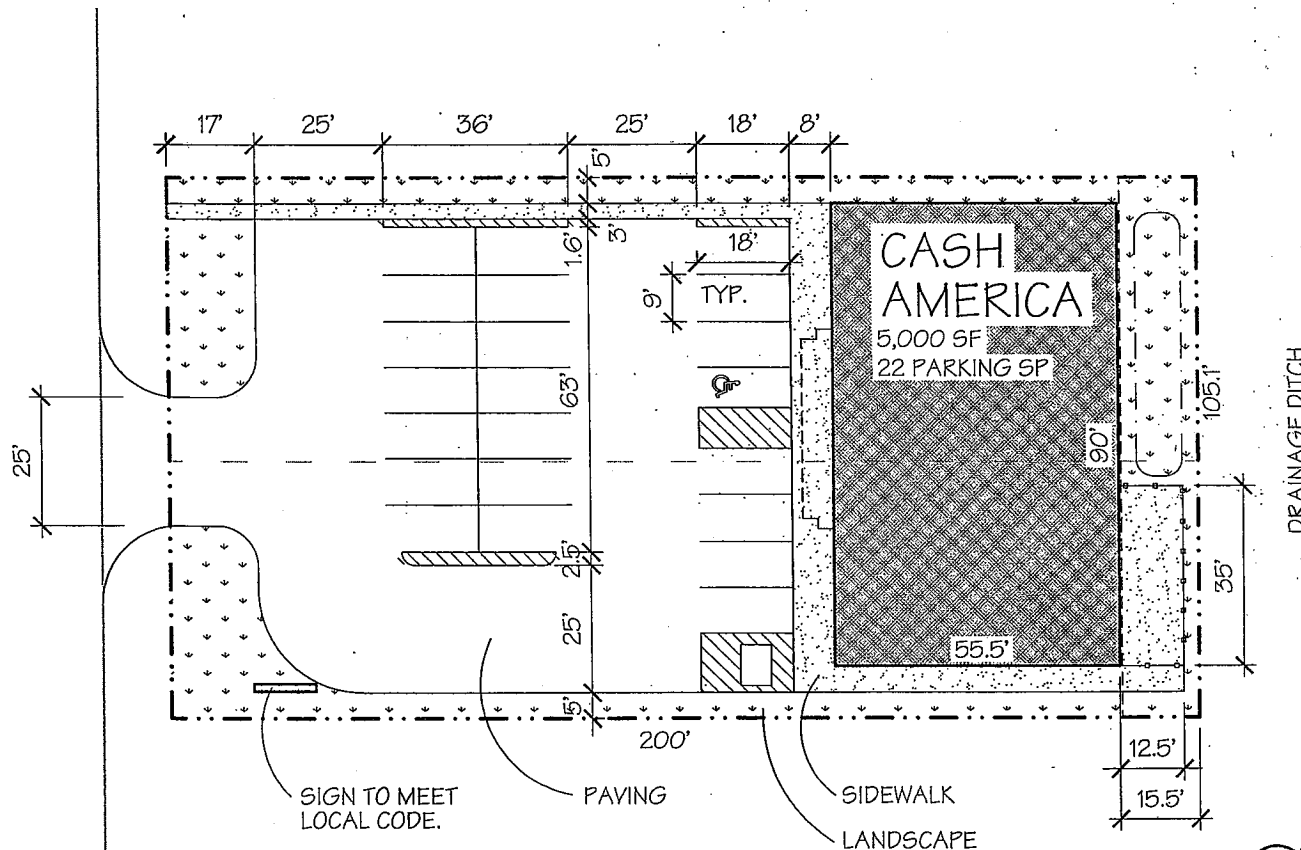 17'
25'
36'
25'
18'
8'
5'
3'
1.6'
18'
9'
TYP.
CASH
AMERICA
5,000 SF
22 PARKING SP
63'
90'
105.1'
DRAINAGE DITCH
25'
35'
2.5'
25'
55.5'
5'
200'
12.5'
15.5'
SIGN TO MEET
LOCAL CODE.
PAVING
SIDEWALK
LANDSCAPE